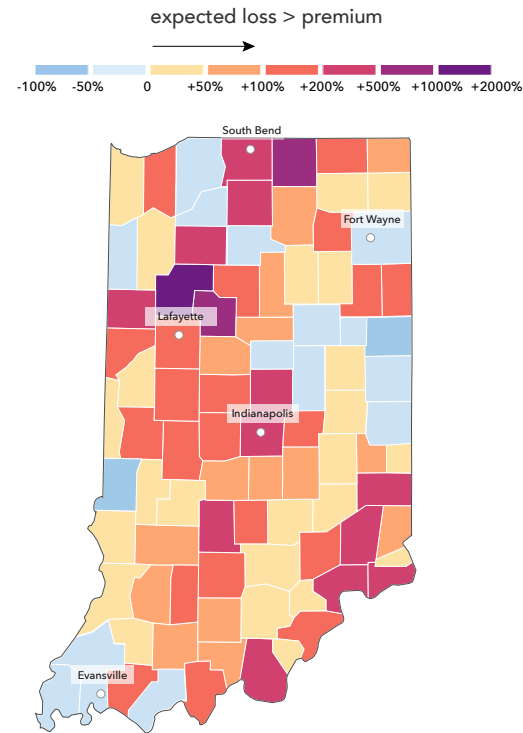 expected loss > premium
-100% -50% 0 +50% +100% +200% +500% +1000% +2000%
South Bend
Fort Wayne
Lafayette
Indianapolis
Evansville